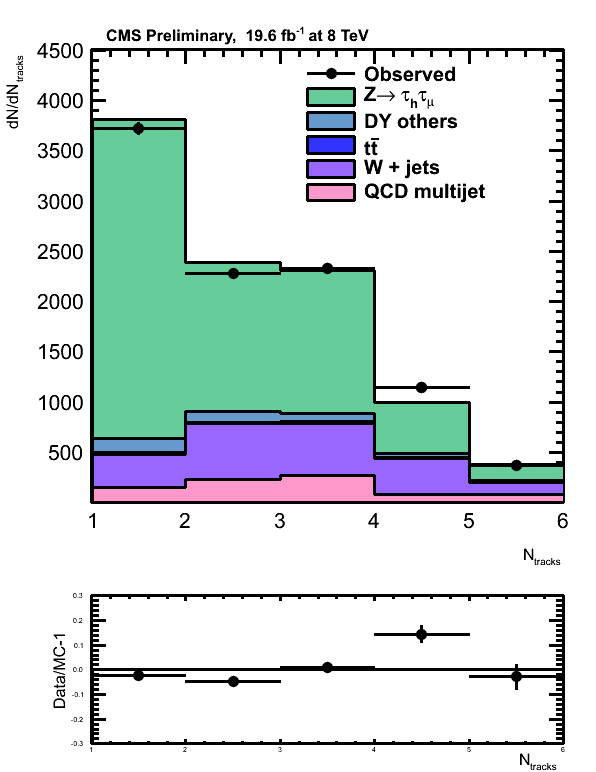 CMS Preliminary, 19.6 fb⁻¹ at 8 TeV
dN/dN_tracks
4500
4000
3500
3000
2500
2000
1500
1000
500
Observed
Z→ τ_hτ_μ
DY others
tt̄
W + jets
QCD multijet
1 2 3 4 5 6
N_tracks
Data/MC-1
0.3
0.2
0.1
0.0
-0.1
-0.2
-0.3
1 2 3 4 5 6
N_tracks